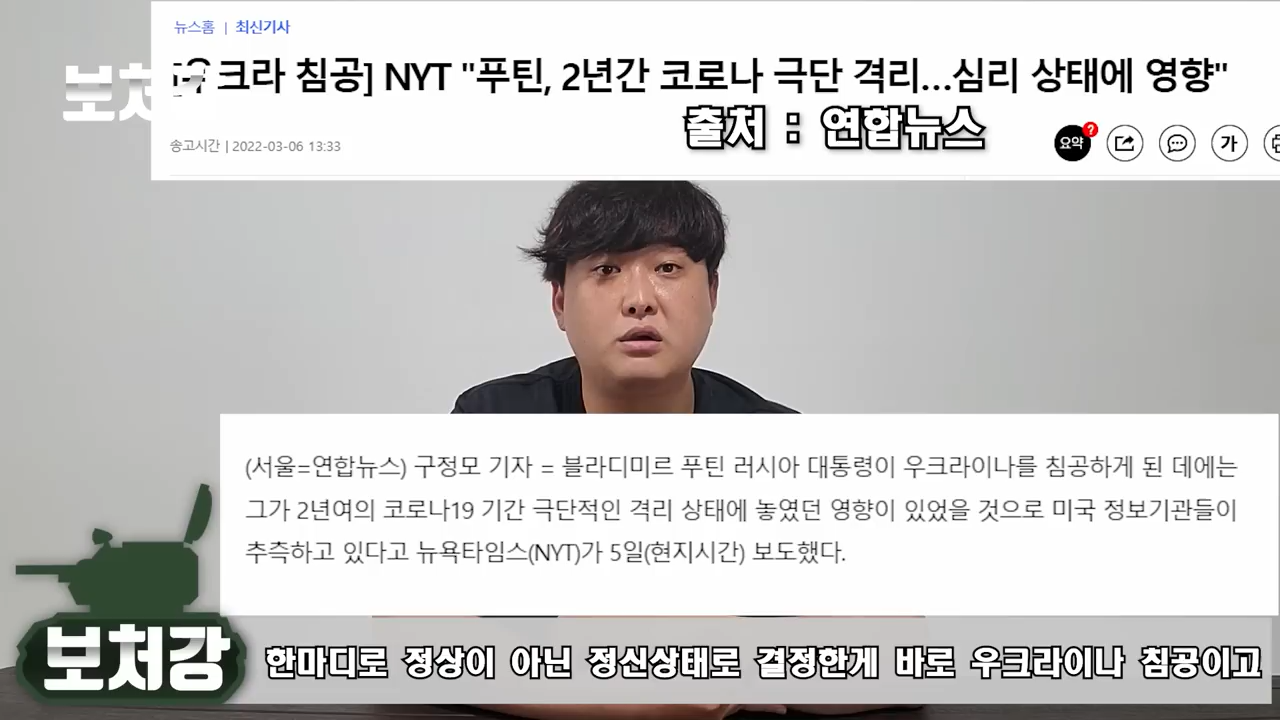 뉴스홈 | 최신기사
크라 침공] NYT "푸틴, 2년간 코로나 극단 격리...심리 상태에 영향"
보처
출처 : 연합뉴스
송고시간 | 2022-03-06 13:33
요약 ? 가
(서울=연합뉴스) 구정모 기자 = 블라디미르 푸틴 러시아 대통령이 우크라이나를 침공하게 된 데에는
그가 2년여의 코로나19 기간 극단적인 격리 상태에 놓였던 영향이 있었을 것으로 미국 정보기관들이
추측하고 있다고 뉴욕타임스(NYT)가 5일(현지시간) 보도했다.
보처강
한마디로 정상이 아닌 정신상태로 결정한게 바로 우크라이나 침공이고